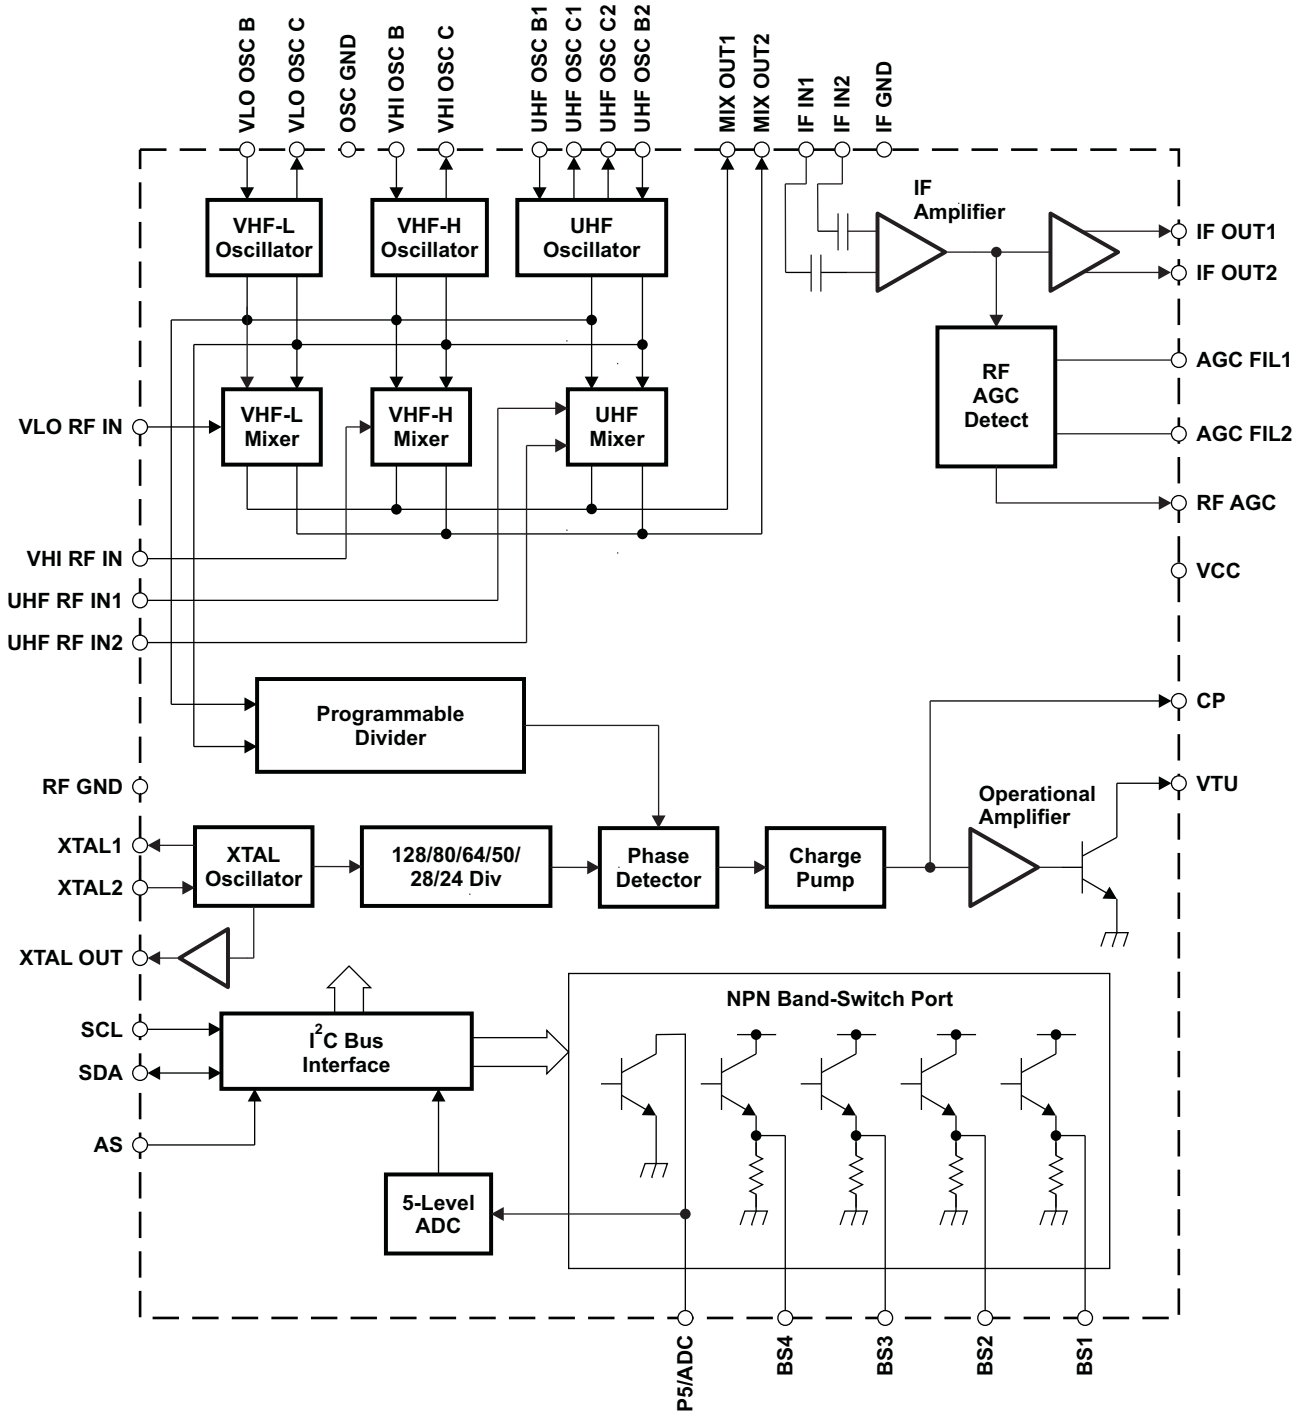 VLO OSC B
VLO OSC C
OSC GND
VHI OSC B
VHI OSC C
UHF OSC B1
UHF OSC C1
UHF OSC C2
UHF OSC B2
MIX OUT1
MIX OUT2
IF IN1
IF IN2
IF GND
VHF-L
Oscillator
VHF-H
Oscillator
UHF
Oscillator
IF
Amplifier
IF OUT1
IF OUT2
RF
AGC
Detect
AGC FIL1
AGC FIL2
RF AGC
VCC
VLO RF IN
VHF-L
Mixer
VHF-H
Mixer
UHF
Mixer
VHI RF IN
UHF RF IN1
UHF RF IN2
Programmable
Divider
CP
VTU
RF GND
Operational
Amplifier
XTAL1
XTAL2
XTAL
Oscillator
128/80/64/50/
28/24 Div
Phase
Detector
Charge
Pump
XTAL OUT
NPN Band-Switch Port
SCL
SDA
AS
I2C Bus
Interface
5-Level
ADC
P5/ADC
BS4
BS3
BS2
BS1